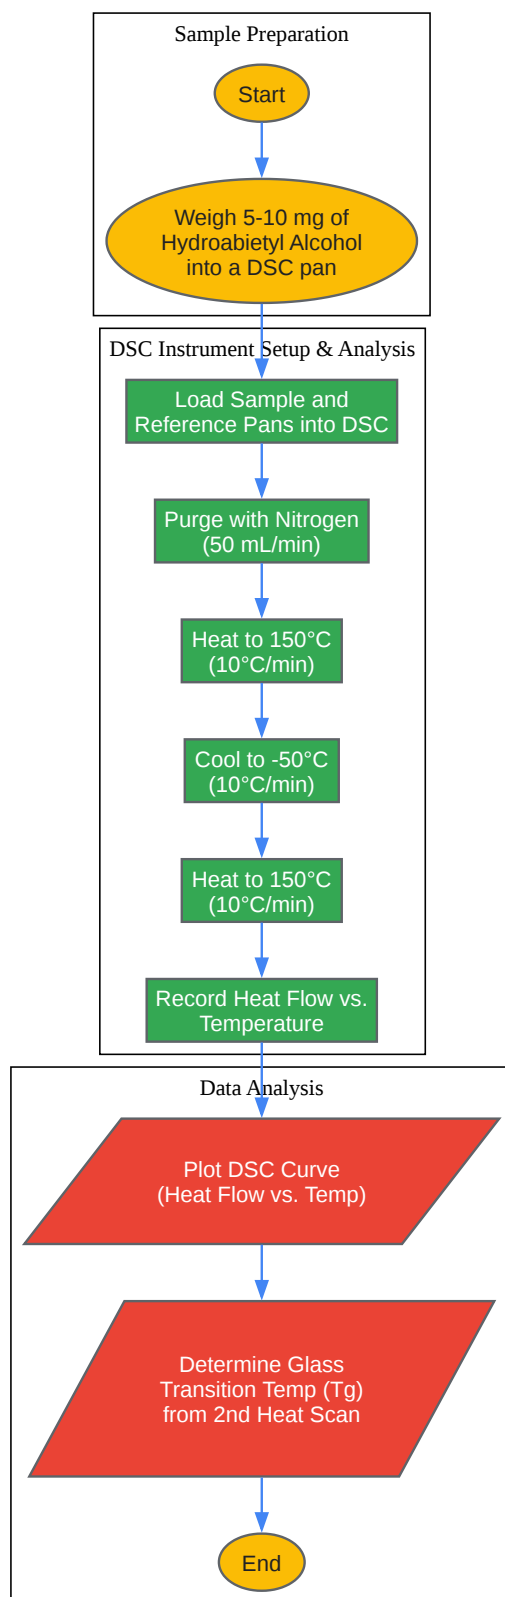 Sample Preparation
Start
Weigh 5-10 mg of
Hydroabietyl Alcohol
into a DSC pan
DSC Instrument Setup & Analysis
Load Sample and
Reference Pans into DSC
Purge with Nitrogen
(50 mL/min)
Heat to 150°C
(10°C/min)
Cool to -50°C
(10°C/min)
Heat to 150°C
(10°C/min)
Record Heat Flow vs.
Temperature
Data Analysis
Plot DSC Curve
(Heat Flow vs. Temp)
Determine Glass
Transition Temp (Tg)
from 2nd Heat Scan
End